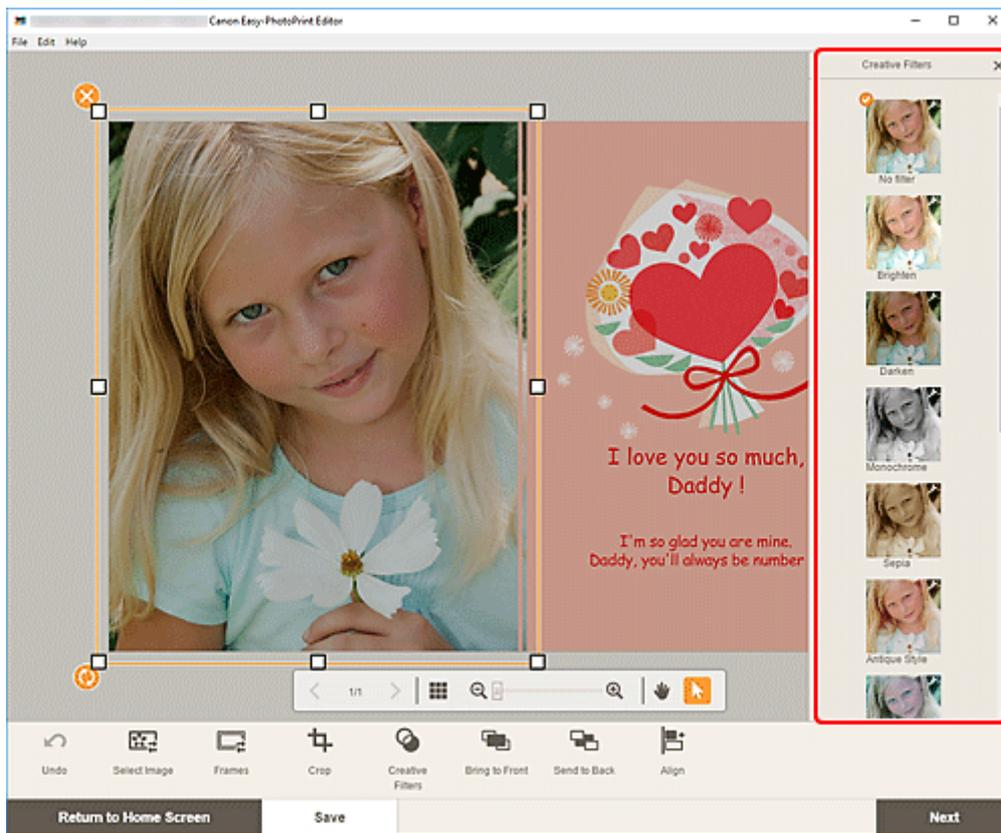 Canon Easy-PhotoPrint Editor
File Edit Help
Creative Filters
No filter
Brighten
Darken
Monochrome
Sepia
Antique Style
I love you so much,
Daddy !
I'm so glad you are mine,
Daddy, you'll always be number
1/1
Undo
Select Image
Frames
Crop
Creative
Filters
Bring to Front
Send to Back
Align
Return to Home Screen
Save
Next